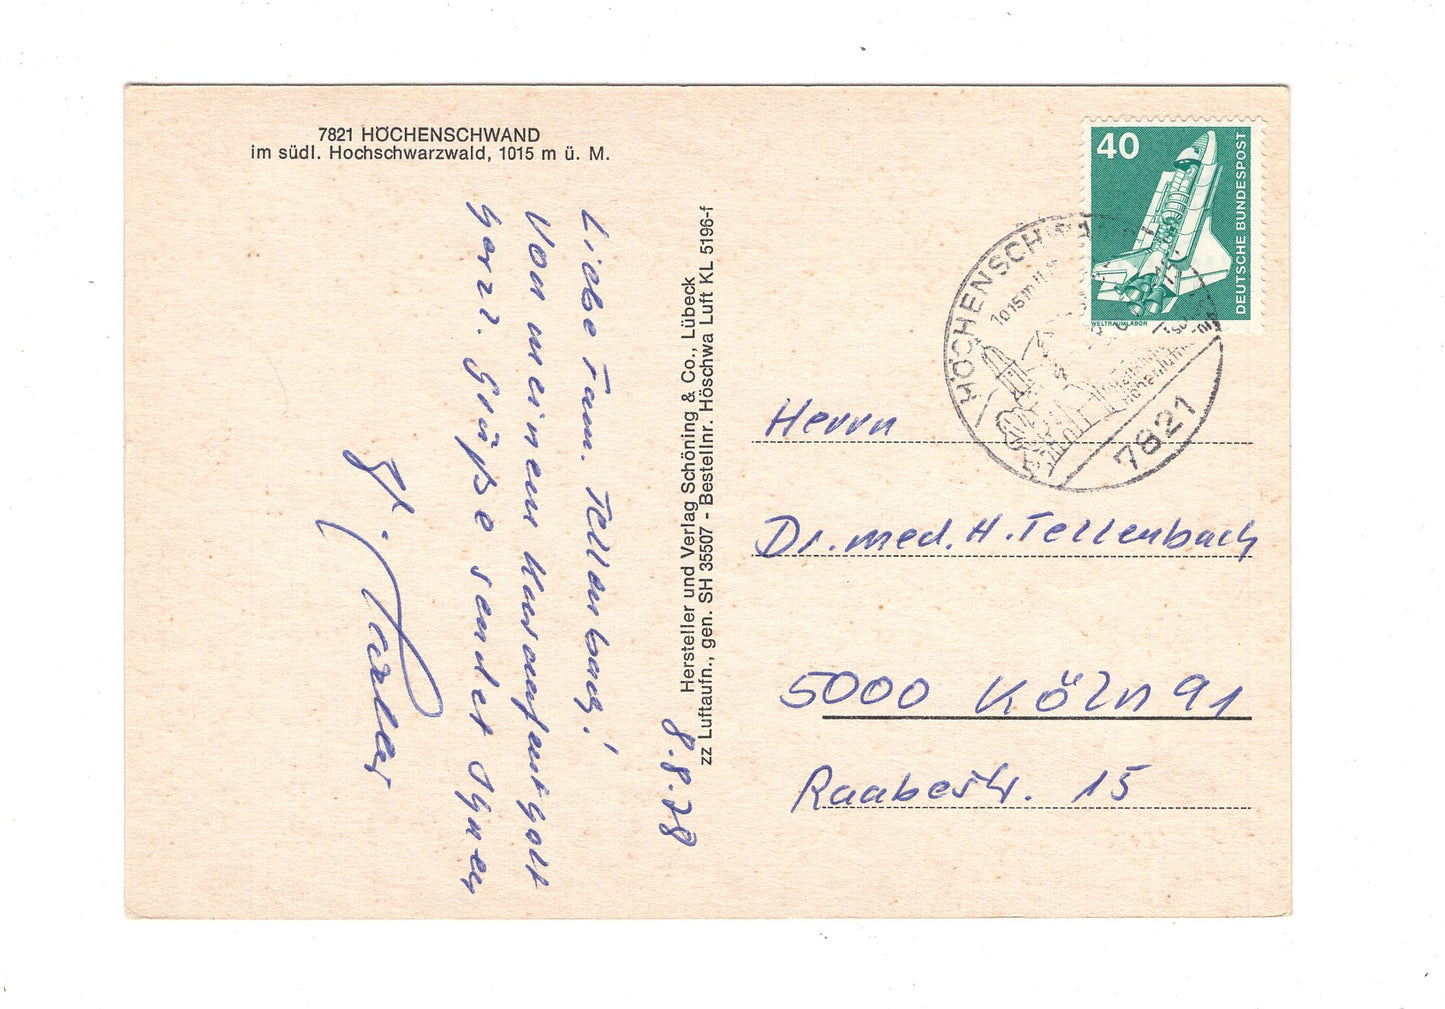 7821 HÖCHENSCHWAND
im südl. Hochschwarzwald, 1015 m ü. M.
8.8.78
Liebe Fam. Tellenbach!
Von meinem Kuraufenthalt
herzl. Grüße sendet Ihnen
H.
Hersteller und Verlag Schöning & Co., Lübeck
zz Luftaufn., gen. SH 35507 - Bestellnr. Höschwa Luft KL 5196-f
40
DEUTSCHE BUNDESPOST
WELTRAUMLABOR
HÖCHENSCHWAND
1015 m ü.
7821
Herrn
Dr. med. H. Tellenbach
5000 Köln 91
Raabestr. 15